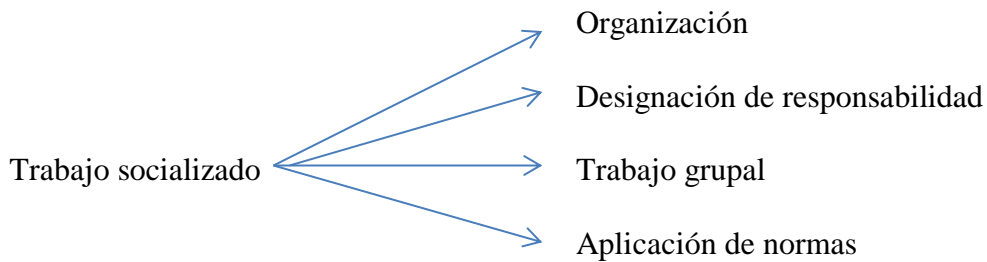 Organización
Designación de responsabilidad
Trabajo socializado
Trabajo grupal
Aplicación de normas